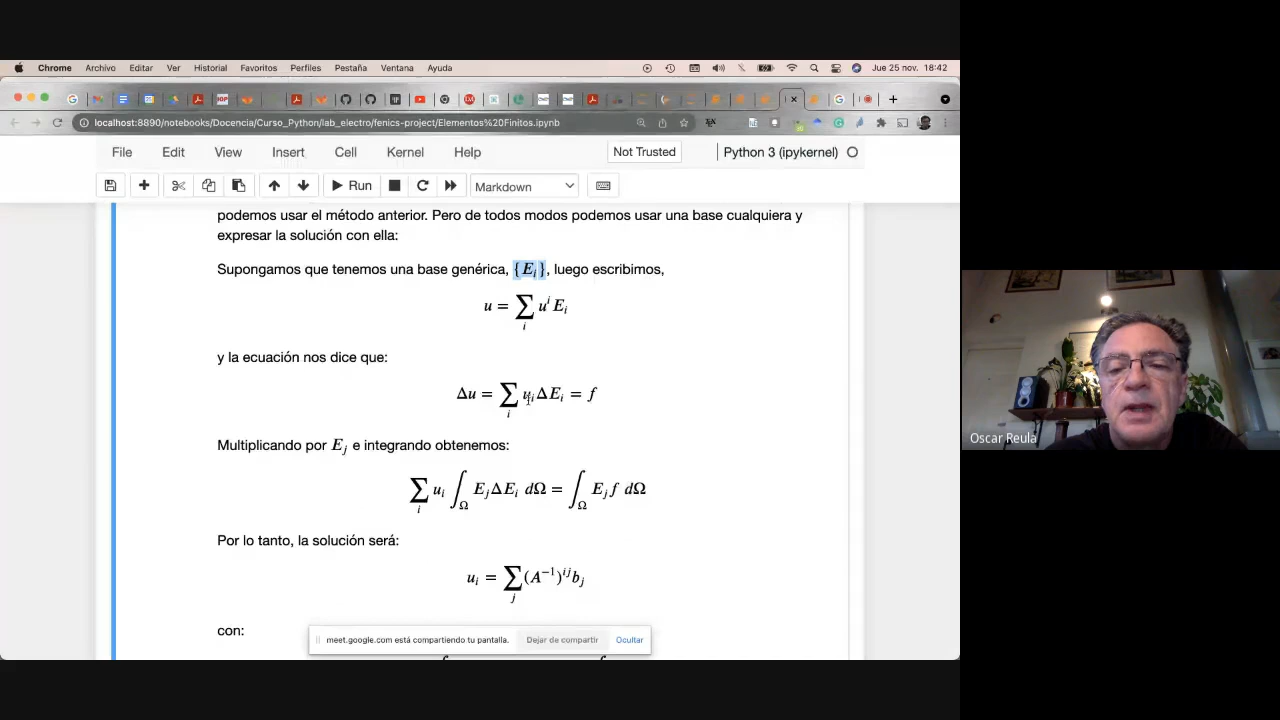 Chrome Archivo Editar Ver Historial Favoritos Perfiles Pestaña Ventana Ayuda Jue 25 nov. 18:42
localhost:8890/notebooks/Docencia/Curso_Python/lab_electro/fenics-project/Elementos%20Finitos.ipynb
File Edit View Insert Cell Kernel Help Not Trusted Python 3 (ipykernel)
Run Markdown
podemos usar el método anterior. Pero de todos modos podemos usar una base cualquiera y
expresar la solución con ella:
Supongamos que tenemos una base genérica, {E_i}, luego escribimos,
u = ∑_i u^i E_i
y la ecuación nos dice que:
Δu = ∑_i u_i ΔE_i = f
Multiplicando por E_j e integrando obtenemos:
∑_i u_i ∫_Ω E_j ΔE_i dΩ = ∫_Ω E_j f dΩ
Por lo tanto, la solución será:
u_i = ∑_j (A^{-1})^{ij} b_j
con:
meet.google.com está compartiendo tu pantalla. Dejar de compartir Ocultar
Oscar Reula